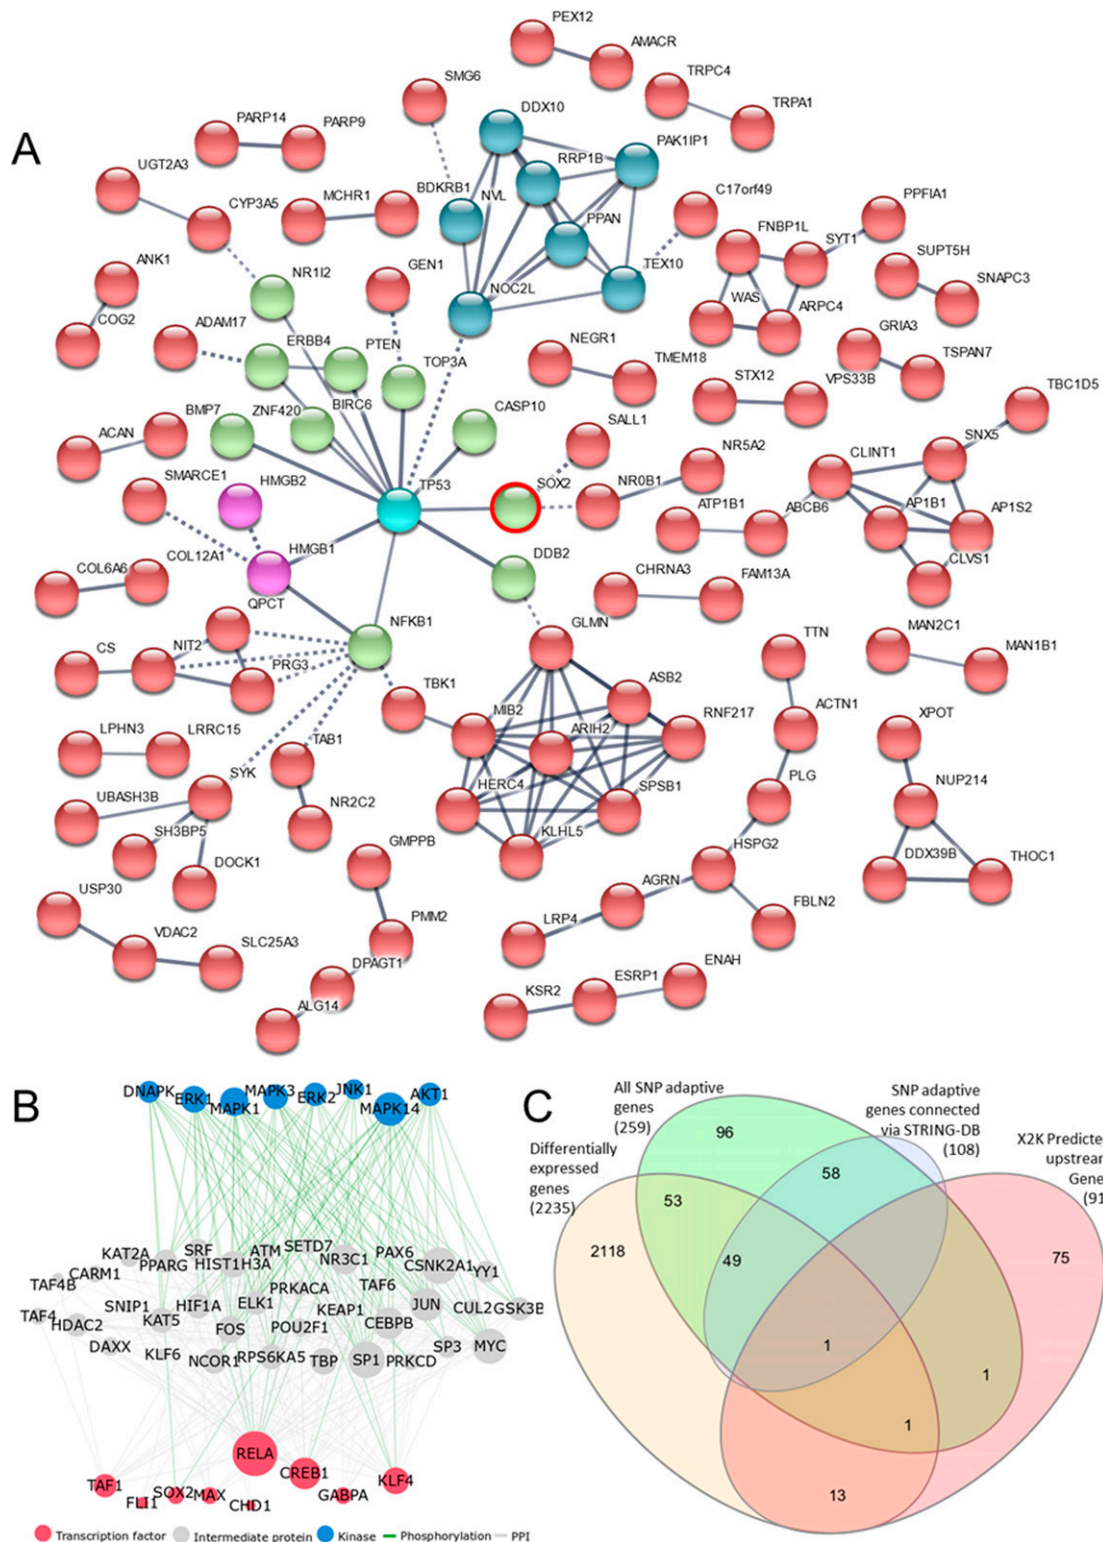 A
PEX12
AMACR
SMG6
TRPC4
DDX10
TRPA1
PARP14
PARP9
PAK1IP1
RRP1B
UGT2A3
BDKRB1
NVL
C17orf49
CYP3A5
MCHR1
PPAN
PPFIA1
FNBP1L
SYT1
ANK1
NR1I2
GEN1
NOC2L
TEX10
SUPT5H
SNAPC3
WAS
ARPC4
COG2
ADAM17
ERBB4
PTEN
TOP3A
NEGR1
TMEM18
GRIA3
TSPAN7
STX12
VPS33B
TBC1D5
BMP7
ZNF420
BIRC6
CASP10
ACAN
SALL1
NR5A2
CLINT1
SNX5
SMARCE1
HMGB2
TP53
SOX2
NR0B1
ATP1B1
ABCB6
AP1B1
AP1S2
COL12A1
HMGB1
DDB2
COL6A6
CHRNA3
FAM13A
CLVS1
QPCT
NFKB1
GLMN
TTN
MAN2C1
MAN1B1
CS
NIT2
PRG3
TBK1
ASB2
MIB2
RNF217
ACTN1
XPOT
ARIH2
LPHN3
LRRC15
TAB1
SYK
HERC4
SPSB1
PLG
NUP214
UBASH3B
NR2C2
SH3BP5
GMPPB
KLHL5
HSPG2
DDX39B
THOC1
DOCK1
AGRN
USP30
PMM2
LRP4
FBLN2
VDAC2
SLC25A3
DPAGT1
ESRP1
ENAH
ALG14
KSR2
B
DNAPK
ERK1
MAPK1
MAPK3
ERK2
JNK1
MAPK14
AKT1
KAT2A
SRF
ATM
SETD7
PAX6
CARM1
PPARG
HIST1H3A
NR3C1
CSNK2A1
YY1
TAF4B
PRKACA
TAF6
SNIP1
HIF1A
ELK1
KEAP1
JUN
CUL2
GSK3B
TAF4
HDAC2
KAT5
FOS
POU2F1
CEBPB
DAXX
KLF6
NCOR1
RPS6KA5
TBP
SP1
PRKCD
SP3
MYC
RELA
TAF1
CREB1
KLF4
FLI1
SOX2
MAX
CHD1
GABPA
Transcription factor
Intermediate protein
Kinase
Phosphorylation
PPI
C
All SNP adaptive
genes
(259)
SNP adaptive
genes connected
via STRING-DB
(108)
Differentially
expressed
genes
(2235)
X2K Predicte
upstream
Gene
(91
96
58
53
2118
49
75
1
1
1
13